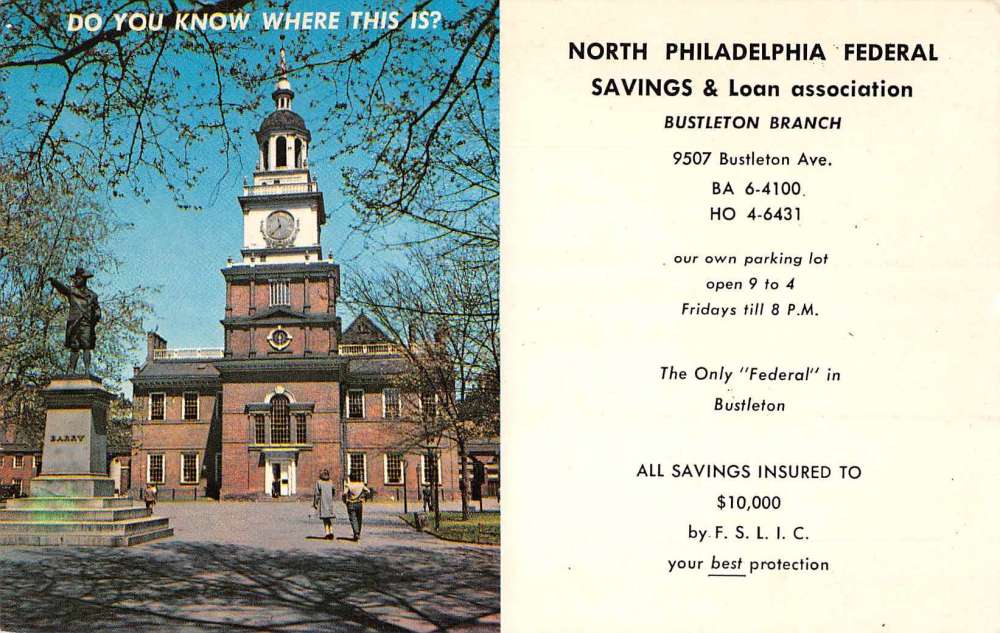 DO YOU KNOW WHERE THIS IS?
BARRY
NORTH PHILADELPHIA FEDERAL
SAVINGS & Loan association
BUSTLETON BRANCH
9507 Bustleton Ave.
BA 6-4100
HO 4-6431
our own parking lot
open 9 to 4
Fridays till 8 P.M.
The Only "Federal" in
Bustleton
ALL SAVINGS INSURED TO
$10,000
by F. S. L. I. C.
your best protection